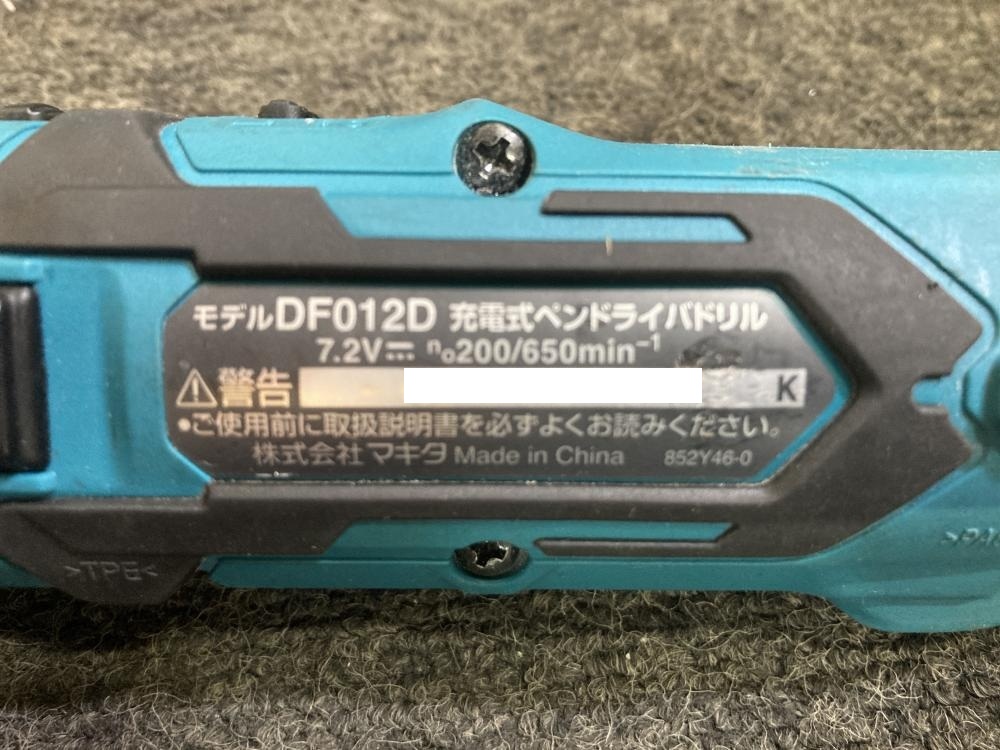 モデルDF012D 充電式ペンドライバドリル
7.2V⎓ n₀200/650min⁻¹
⚠警告 K
•ご使用前に取扱説明書を必ずよくお読みください。
株式会社 マキタ Made in China 852Y46-0
>TPE<
>PA